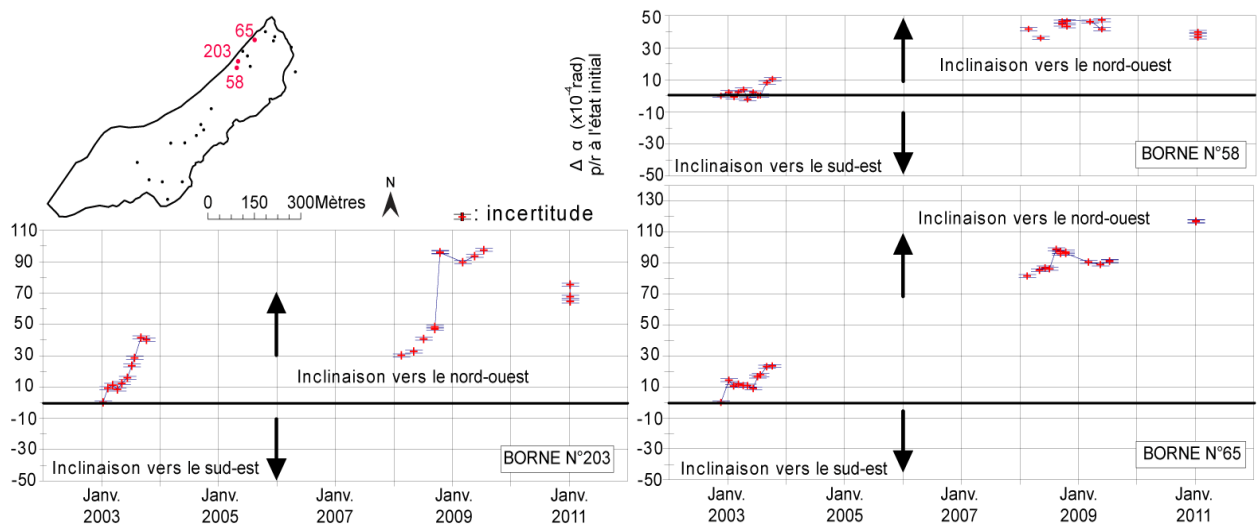 65
203
58
N
0 150 300Mètres
: incertitude
Δ α (x10⁻⁴rad)
p/r à l'état initial
50
30
10
-10
-30
-50
Inclinaison vers le nord-ouest
Inclinaison vers le sud-est
BORNE N°58
110
90
70
50
30
10
-10
-30
-50
Inclinaison vers le nord-ouest
Inclinaison vers le sud-est
BORNE N°203
Janv. Janv. Janv. Janv. Janv.
2003 2005 2007 2009 2011
130
110
90
70
50
30
10
-10
-30
-50
Inclinaison vers le nord-ouest
Inclinaison vers le sud-est
BORNE N°65
Janv. Janv. Janv. Janv. Janv.
2003 2005 2007 2009 2011